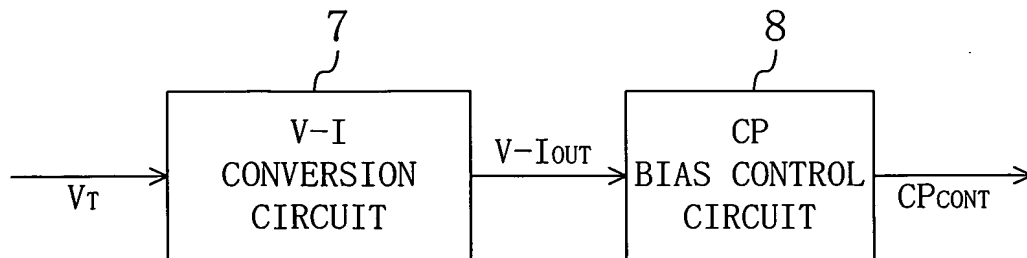 7
8
V-I
CONVERSION
CIRCUIT
CP
BIAS CONTROL
CIRCUIT
VT
V-IOUT
CPCONT